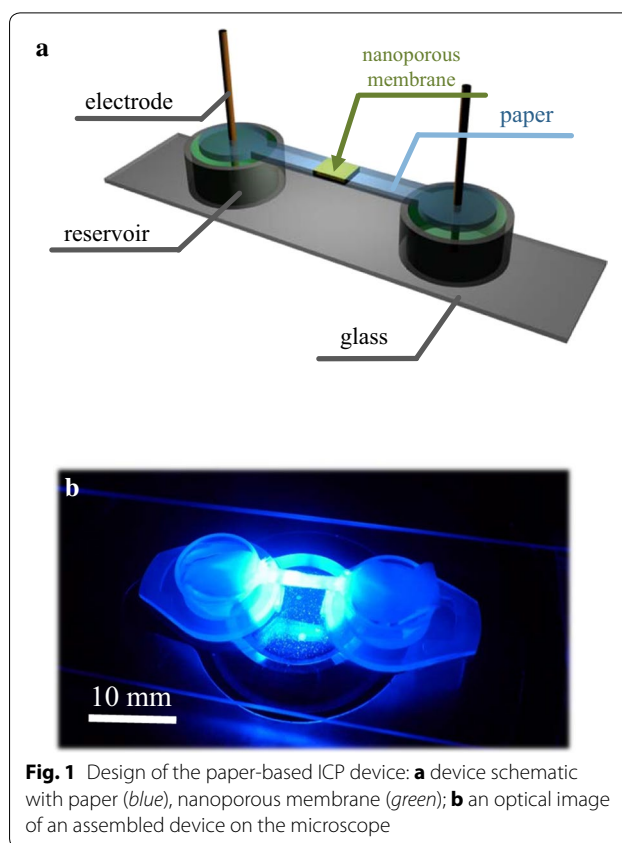 a
nanoporous
membrane
electrode
paper
reservoir
glass
b
10 mm
Fig. 1 Design of the paper-based ICP device: a device schematic
with paper (blue), nanoporous membrane (green); b an optical image
of an assembled device on the microscope